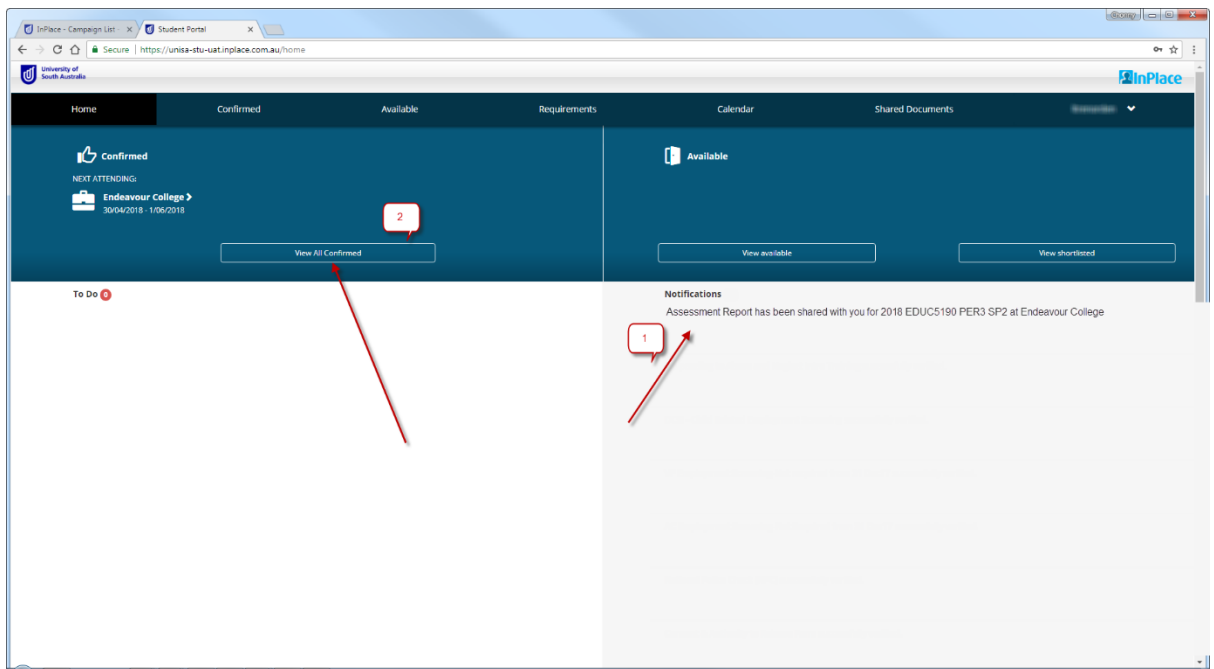 InPlace - Campaign List -
Student Portal
Secure | https://unisa-stu-uat.inplace.com.au/home
University of
South Australia
InPlace
Home
Confirmed
Available
Requirements
Calendar
Shared Documents
Confirmed
NEXT ATTENDING:
Endeavour College
30/04/2018 - 1/06/2018
2
View All Confirmed
Available
View available
View shortlisted
To Do 0
Notifications
Assessment Report has been shared with you for 2018 EDUC5190 PER3 SP2 at Endeavour College
1